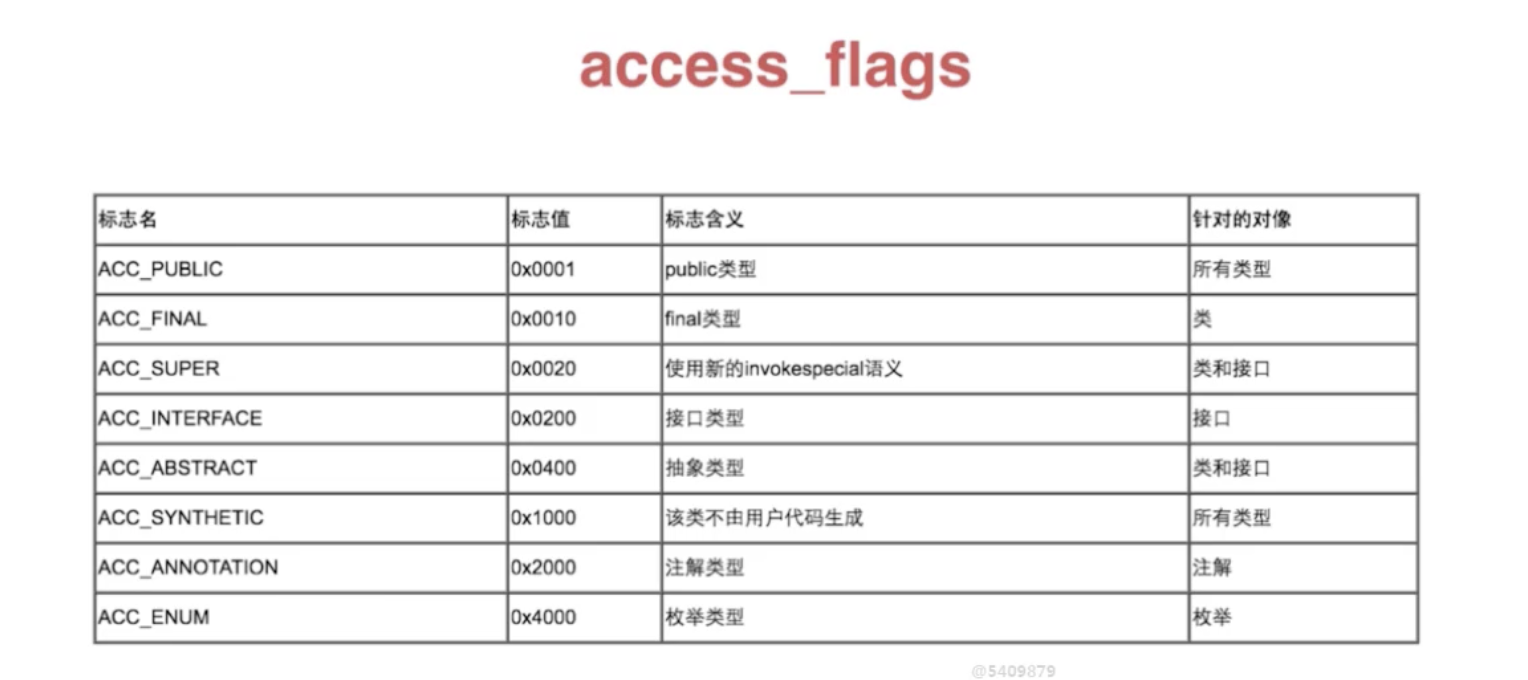 access_flags
标志名 标志值 标志含义 针对的对像
ACC_PUBLIC 0x0001 public类型 所有类型
ACC_FINAL 0x0010 final类型 类
ACC_SUPER 0x0020 使用新的invokespecial语义 类和接口
ACC_INTERFACE 0x0200 接口类型 接口
ACC_ABSTRACT 0x0400 抽象类型 类和接口
ACC_SYNTHETIC 0x1000 该类不由用户代码生成 所有类型
ACC_ANNOTATION 0x2000 注解类型 注解
ACC_ENUM 0x4000 枚举类型 枚举
@5409879